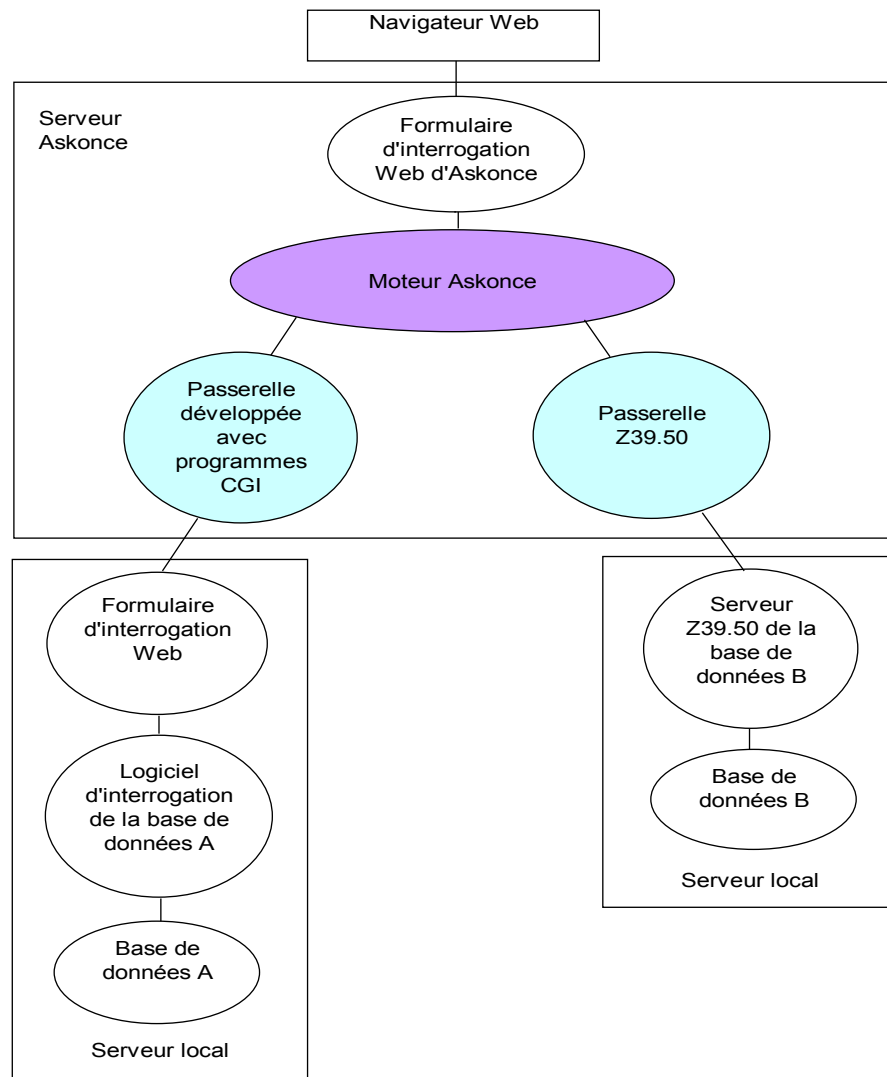 Navigateur Web
Serveur
Askonce
Formulaire
d'interrogation
Web d'Askonce
Moteur Askonce
Passerelle
développée
avec
programmes
CGI
Passerelle
Z39.50
Formulaire
d'interrogation
Web
Logiciel
d'interrogation
de la base de
données A
Base de
données A
Serveur local
Serveur
Z39.50 de la
base de
données B
Base de
données B
Serveur local